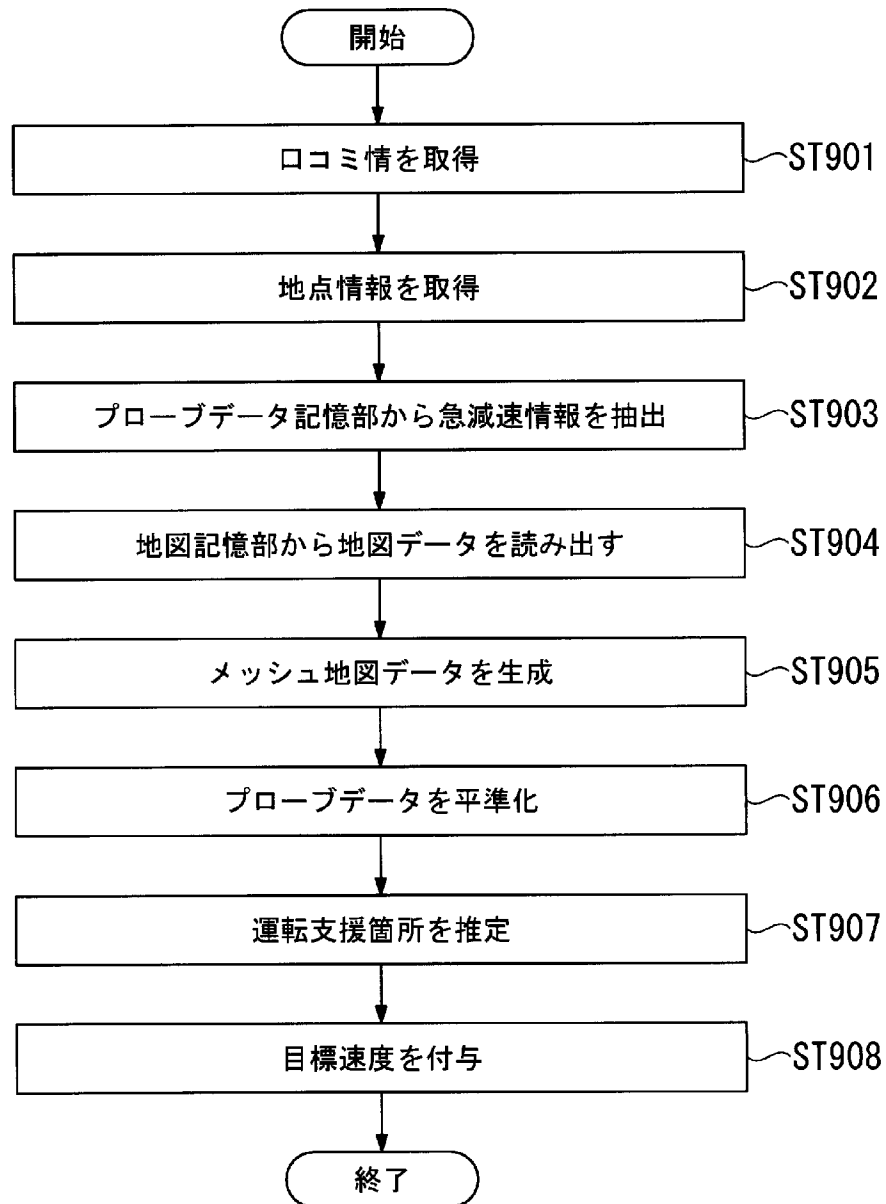 開始
口コミ情を取得
ST901
地点情報を取得
ST902
プローブデータ記憶部から急減速情報を抽出
ST903
地図記憶部から地図データを読み出す
ST904
メッシュ地図データを生成
ST905
プローブデータを平準化
ST906
運転支援箇所を推定
ST907
目標速度を付与
ST908
終了